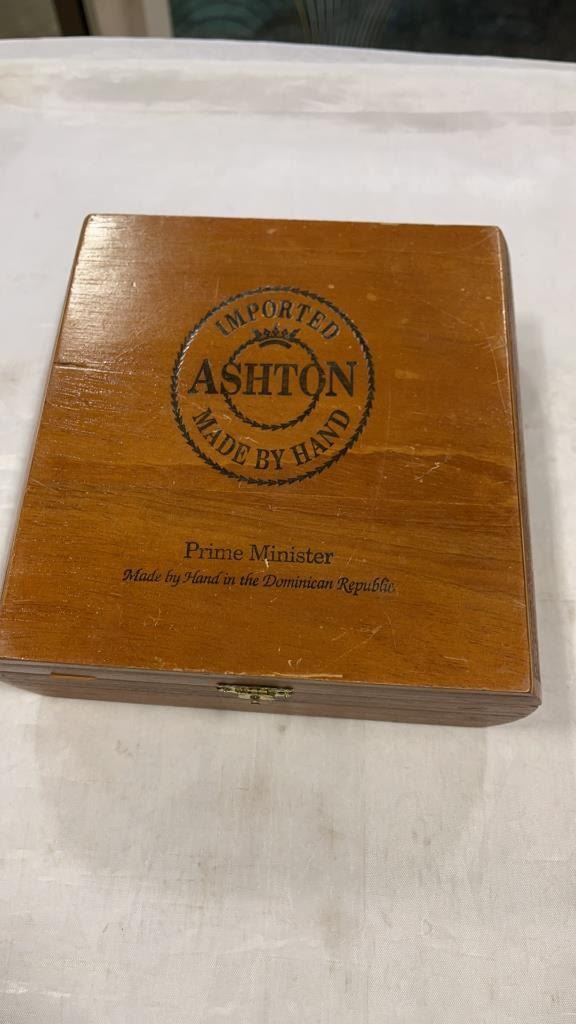 IMPORTED
ASHTON
MADE BY HAND
Prime Minister
Made by Hand in the Dominican Republic